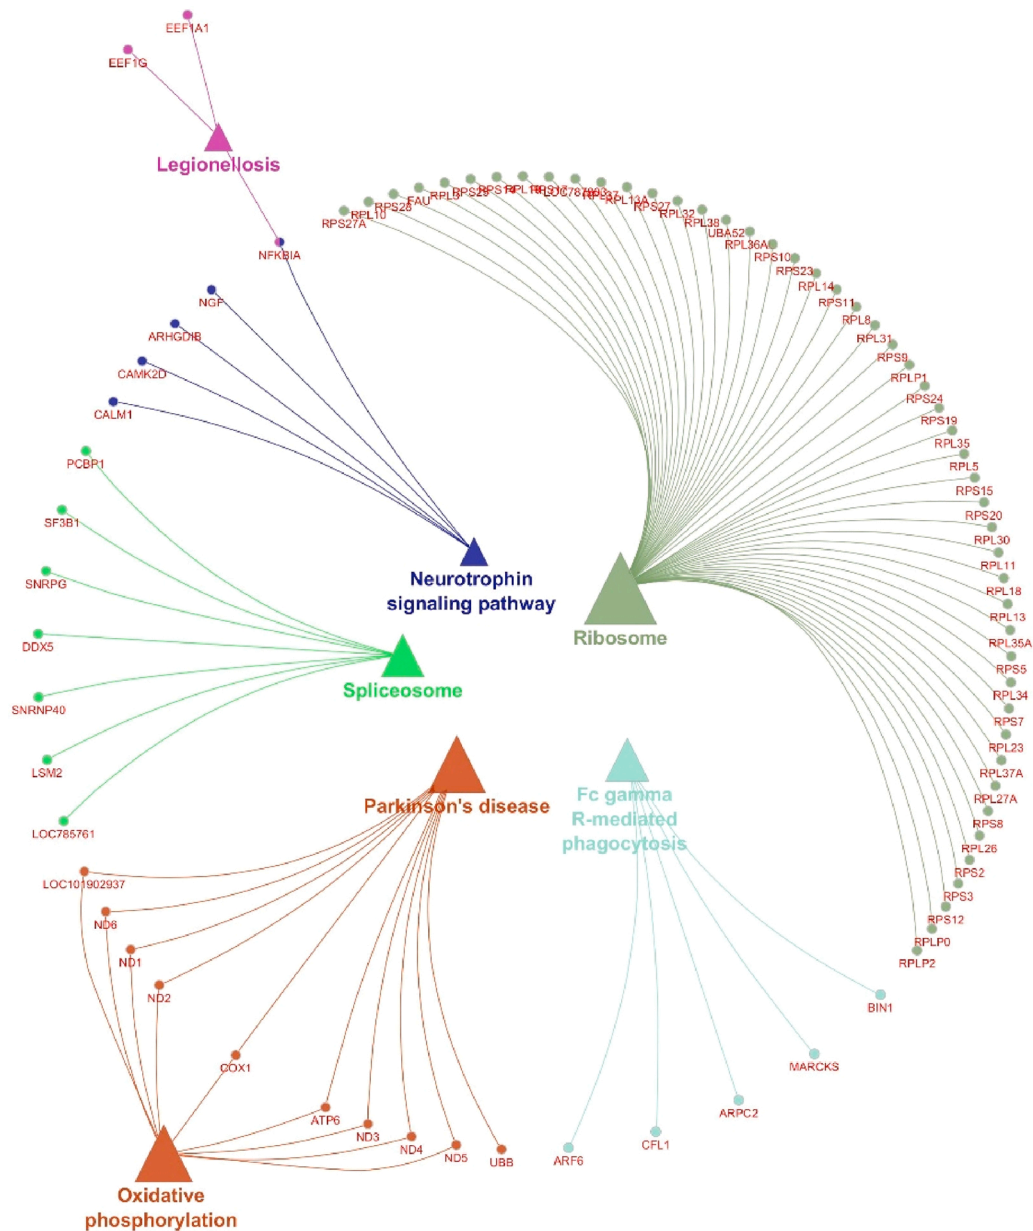 EEF1A1
EEF1G
Legionellosis
NFKBIA
NGF
ARHGDIB
CAMK2D
CALM1
PCBP1
SF3B1
SNRPG
DDX5
SNRNP40
LSM2
LOC785761
Neurotrophin
signaling pathway
Spliceosome
Ribosome
RPS27A
RPL10
RPS28
FAU
RPS29
RPS17
RPL13A
RPS27
RPL32
RPL38
UBA52
RPL36A
RPS10
RPS23
RPL14
RPS11
RPL8
RPL31
RPS9
RPLP1
RPS24
RPS19
RPL35
RPL5
RPS15
RPS20
RPL30
RPL11
RPL18
RPL13
RPL35A
RPS5
RPL34
RPS7
RPL23
RPL37A
RPL27A
RPS8
RPL26
RPS2
RPS3
RPS12
RPLP0
RPLP2
Parkinson's disease
Fc gamma
R-mediated
phagocytosis
LOC101902937
ND6
ND1
ND2
COX1
ATP6
ND3
ND4
ND5
UBB
ARF6
CFL1
ARPC2
MARCKS
BIN1
Oxidative
phosphorylation